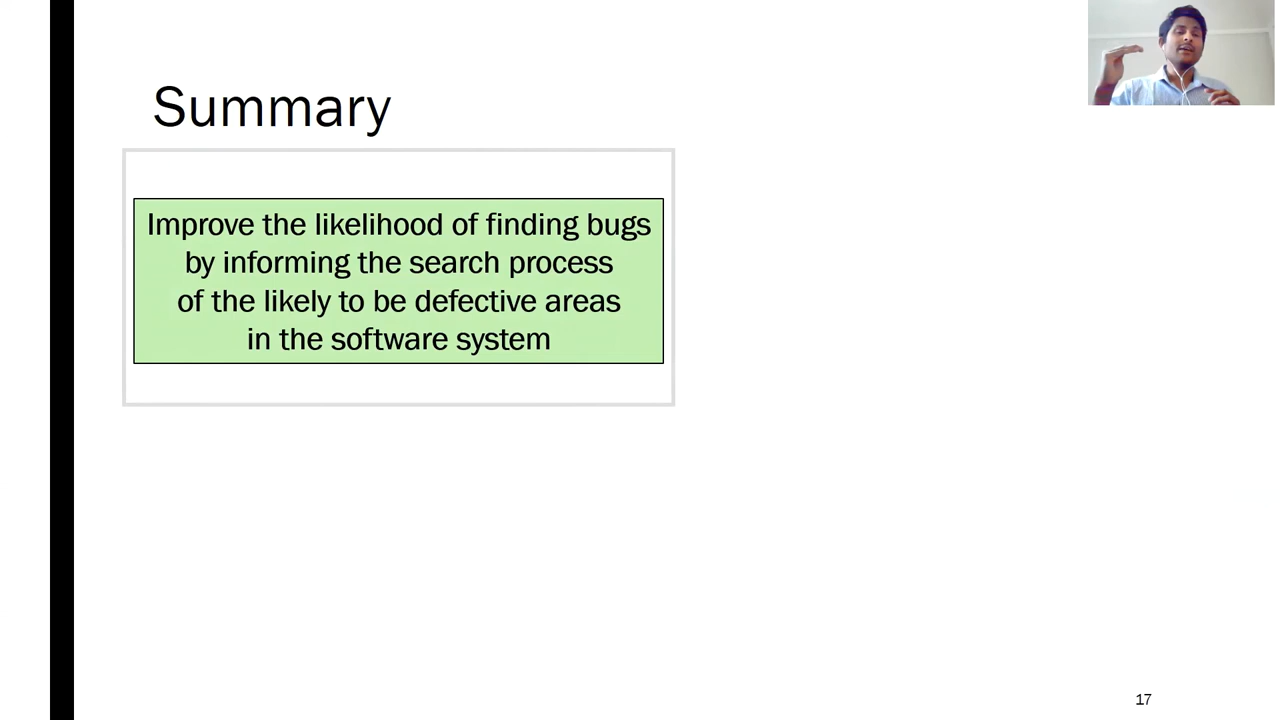 Summary
Improve the likelihood of finding bugs
by informing the search process
of the likely to be defective areas
in the software system
17